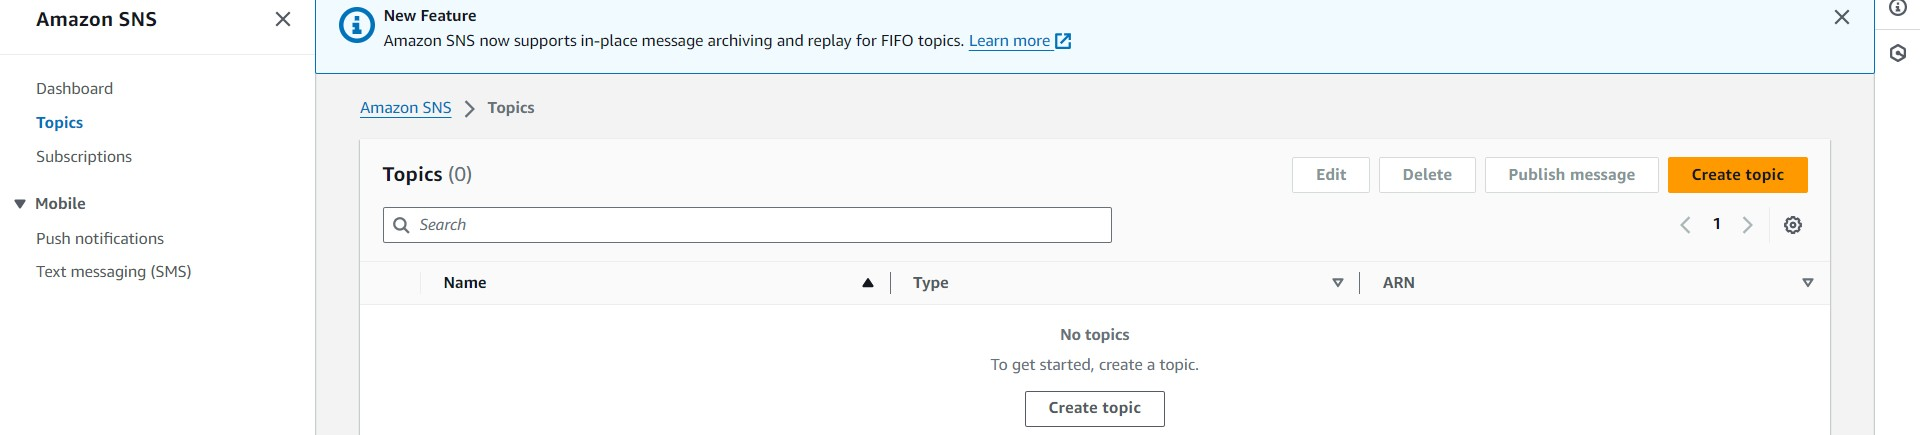 Amazon SNS
New Feature
Amazon SNS now supports in-place message archiving and replay for FIFO topics. Learn more
Dashboard
Topics
Subscriptions
Mobile
Push notifications
Text messaging (SMS)
Amazon SNS > Topics
Topics (0)
Edit
Delete
Publish message
Create topic
Search
1
Name
Type
ARN
No topics
To get started, create a topic.
Create topic